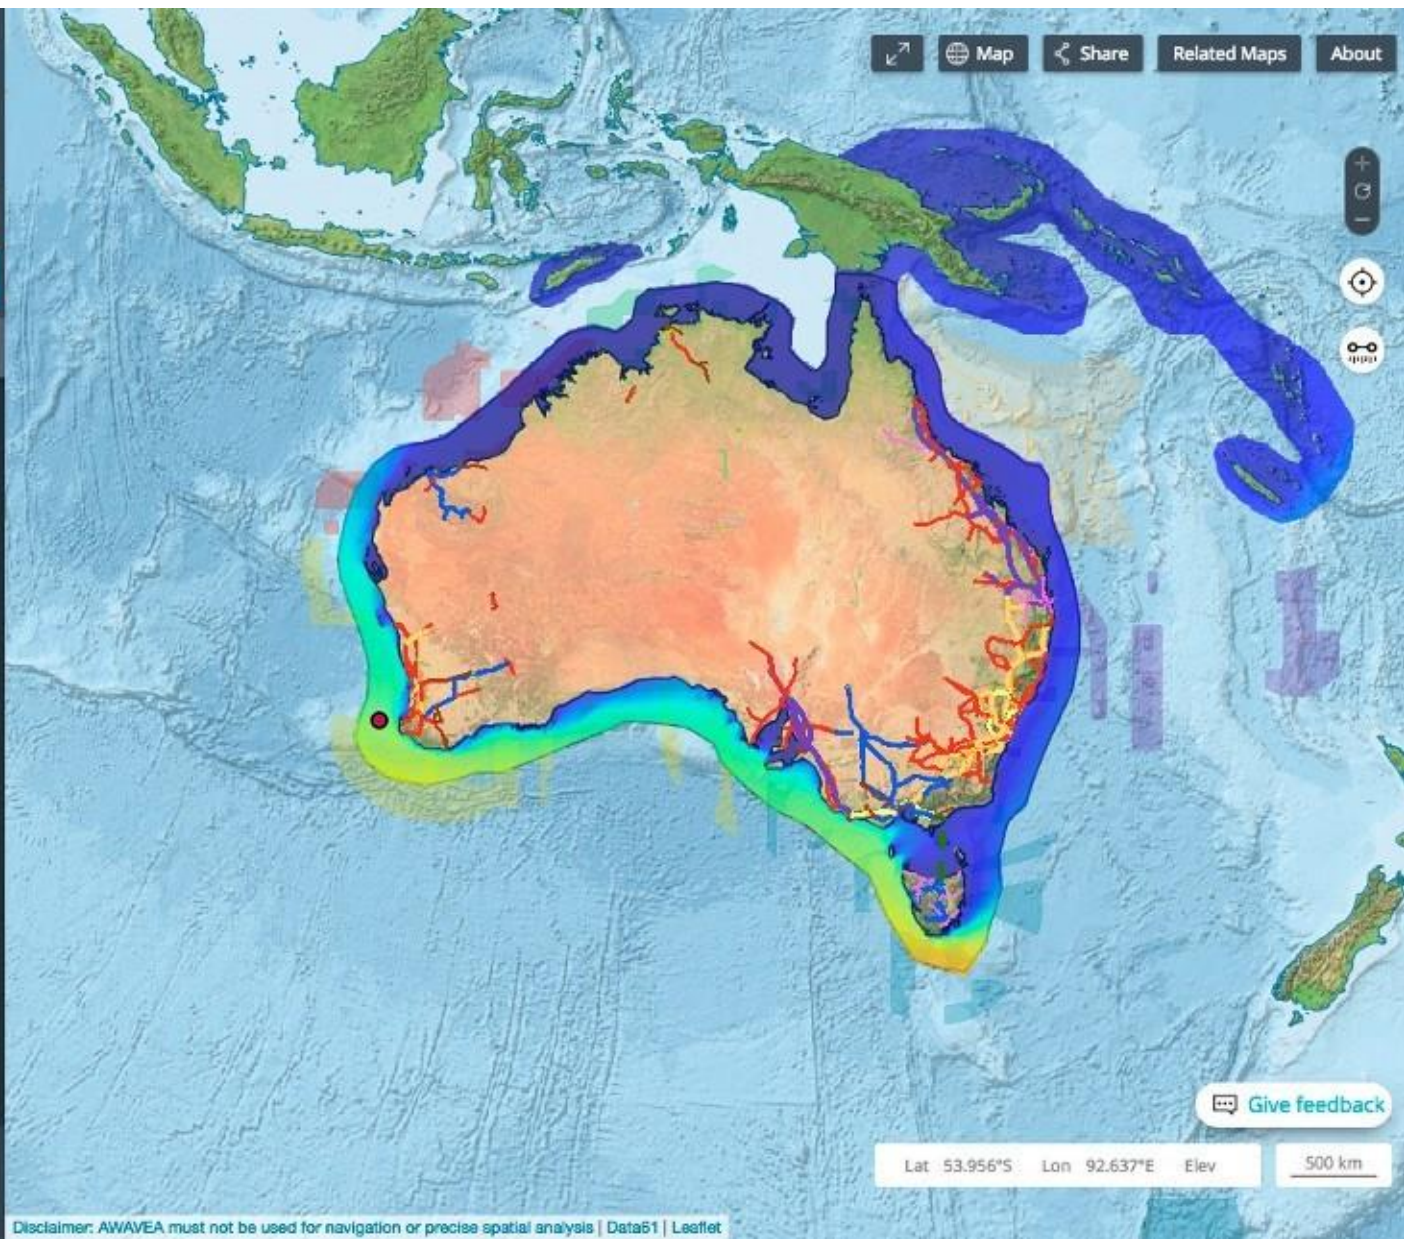 Map
Share
Related Maps
About
Give feedback
Lat 53.956°S Lon 92.637°E Elev
500 km
Disclaimer: AWAVEA must not be used for navigation or precise spatial analysis | Data61 | Leaflet